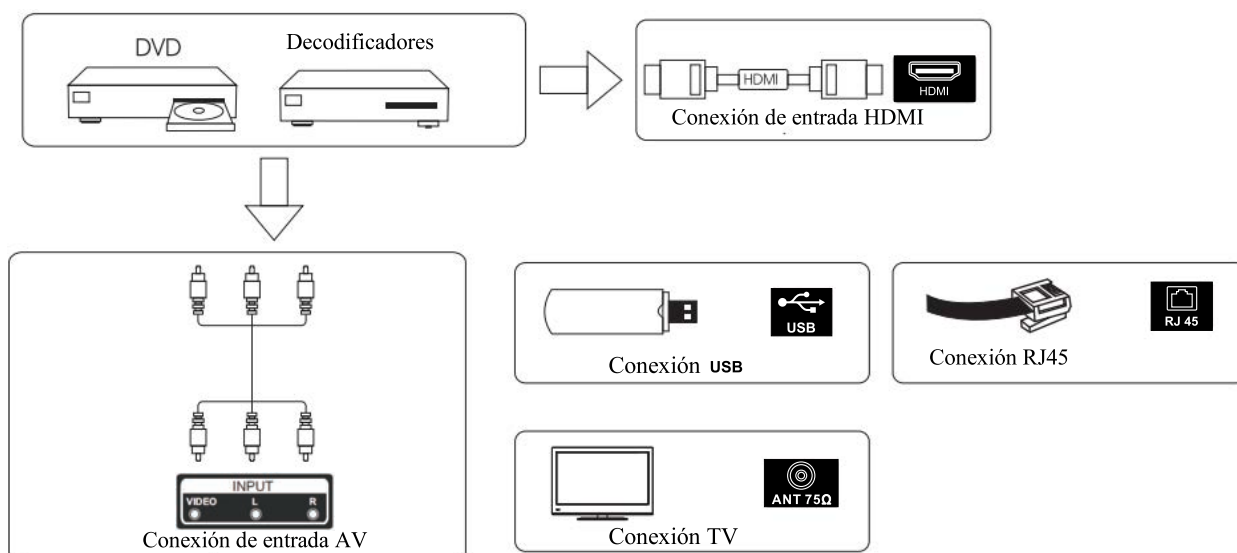 DVD
Decodificadores
HDMI
HDMI
Conexión de entrada HDMI
INPUT
VIDEO L R
Conexión de entrada AV
USB
Conexión USB
RJ 45
Conexión RJ45
ANT 75Ω
Conexión TV